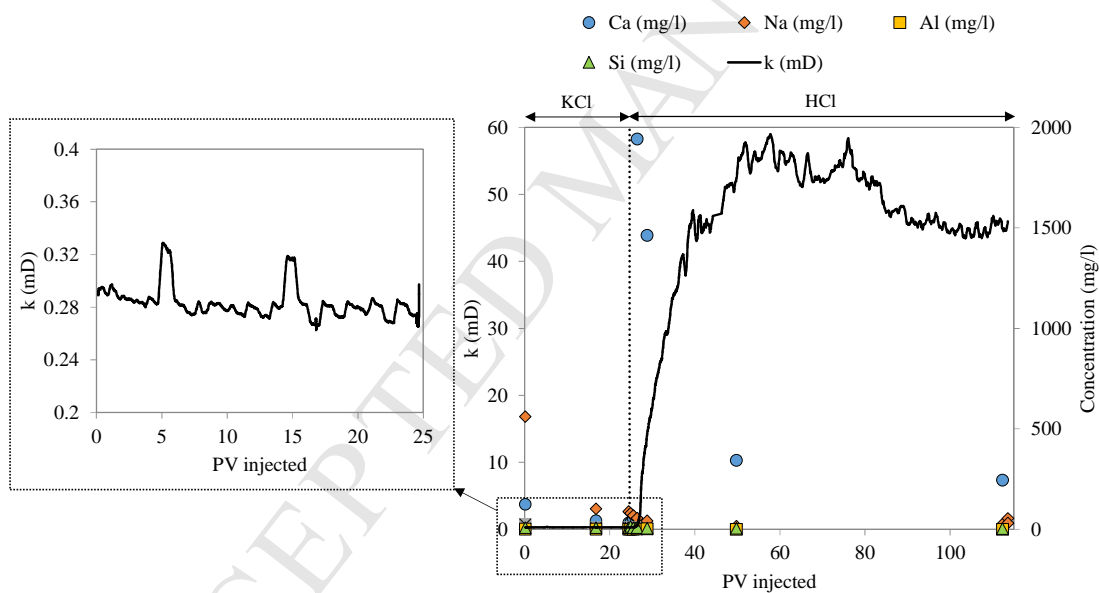 Ca (mg/l) Na (mg/l) Al (mg/l)
Si (mg/l) k (mD)
KCl HCl
0.4
0.36
0.32
0.28
0.24
0.2
k (mD)
0 5 10 15 20 25
PV injected
60
50
40
30
20
10
0
k (mD)
2000
1500
1000
500
0
Concentration (mg/l)
0 20 40 60 80 100
PV injected
CEPTED MAN